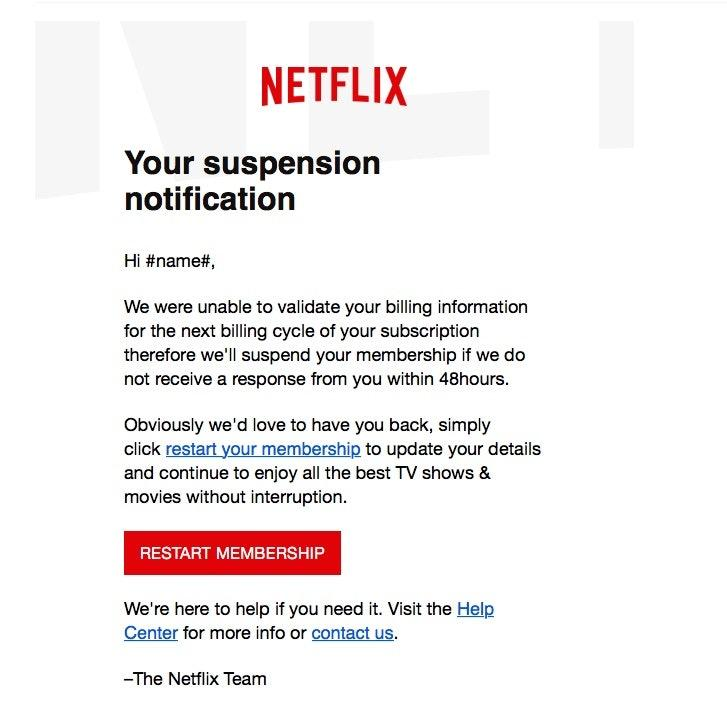 NETFLIX
Your suspension
notification
Hi #name#,
We were unable to validate your billing information
for the next billing cycle of your subscription
therefore we'll suspend your membership if we do
not receive a response from you within 48hours.
Obviously we'd love to have you back, simply
click restart your membership to update your details
and continue to enjoy all the best TV shows &
movies without interruption.
RESTART MEMBERSHIP
We're here to help if you need it. Visit the Help
Center for more info or contact us.
–The Netflix Team